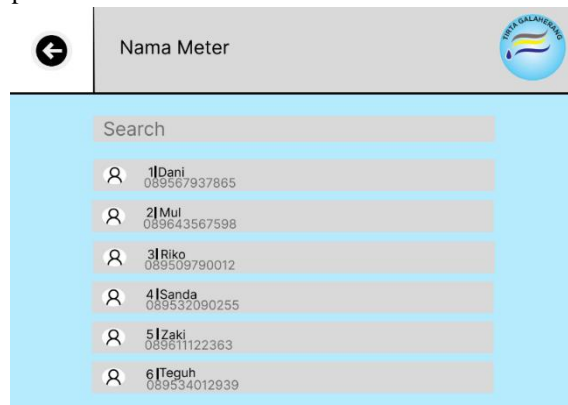 Nama Meter
TIRTA GALAHERANG
Search
1|Dani
089567937865
2|Mul
089643567598
3|Riko
089509790012
4|Sanda
089532090255
5|Zaki
089611122363
6|Teguh
089534012939